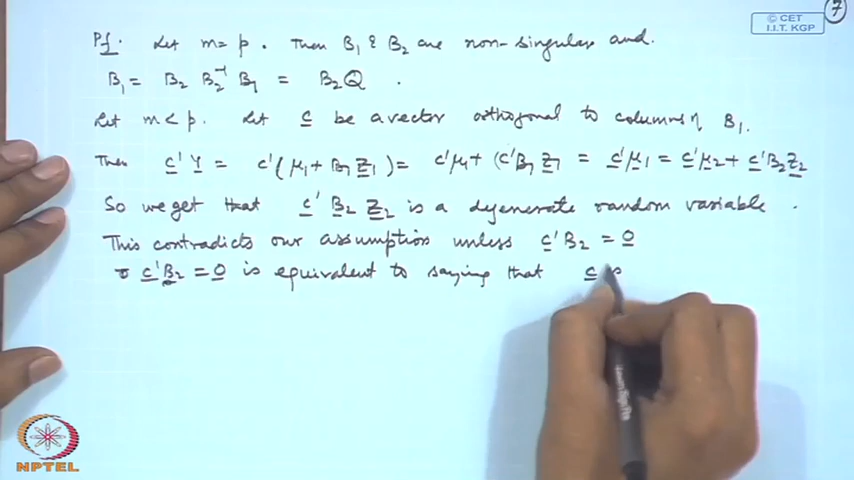 © CET
I.I.T. KGP
7
Pf. Let m = p. Then B₁ & B₂ are non-singular and.
B₁ = B₂ B₂⁻¹ B₁ = B₂Q .
Let m < p. Let c be a vector orthogonal to columns of B₁.
Then c'Y = c'(μ₁ + B₁ Z₁) = c'μ₁ + (c'B₁ Z₁ = c'μ₁ = c'μ₂ + c'B₂ Z₂
So we get that c' B₂ Z₂ is a degenerate random variable .
This contradicts our assumption unless c'B₂ = 0
c'B₂ = 0 is equivalent to saying that c
NPTEL